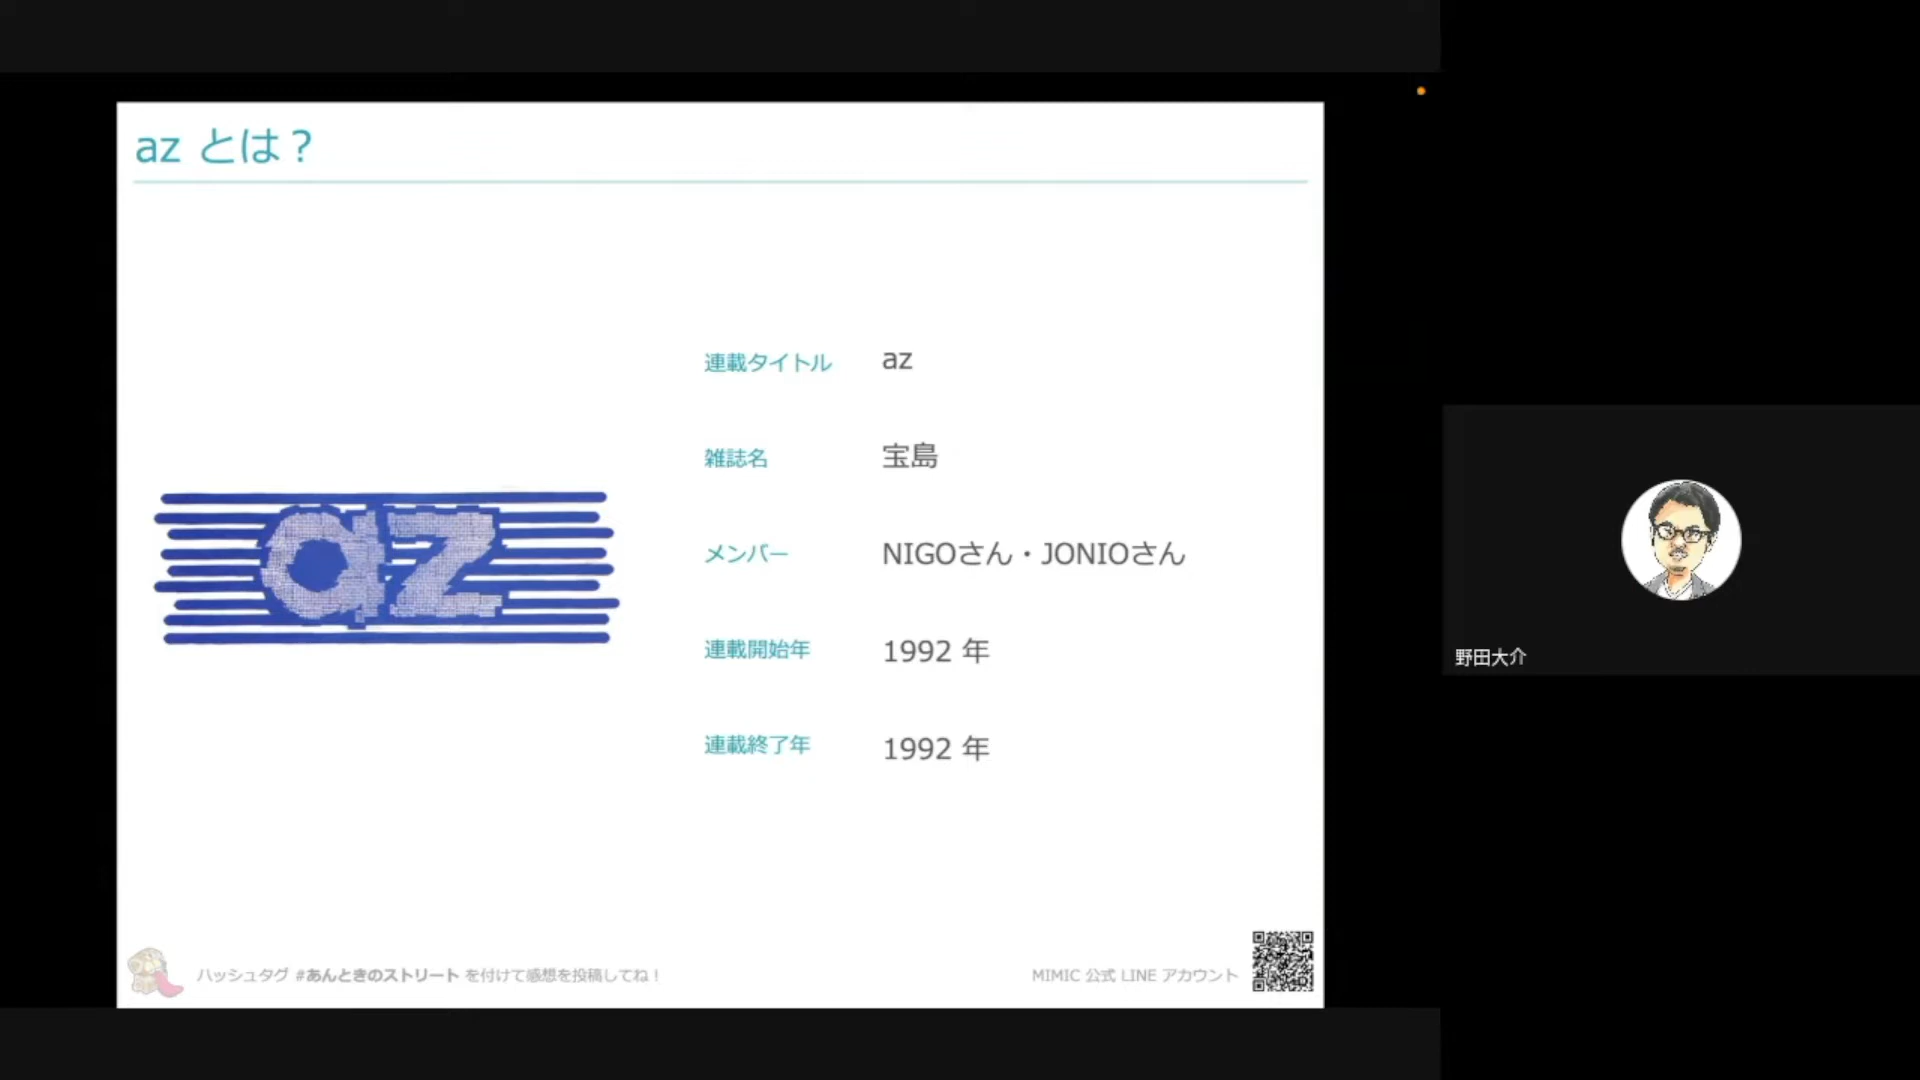 az とは？
az
連載タイトル az
雑誌名 宝島
メンバー NIGOさん・JONIOさん
連載開始年 1992 年
連載終了年 1992 年
野田大介
ハッシュタグ #あんときのストリート を付けて感想を投稿してね！
MIMIC 公式 LINE アカウント